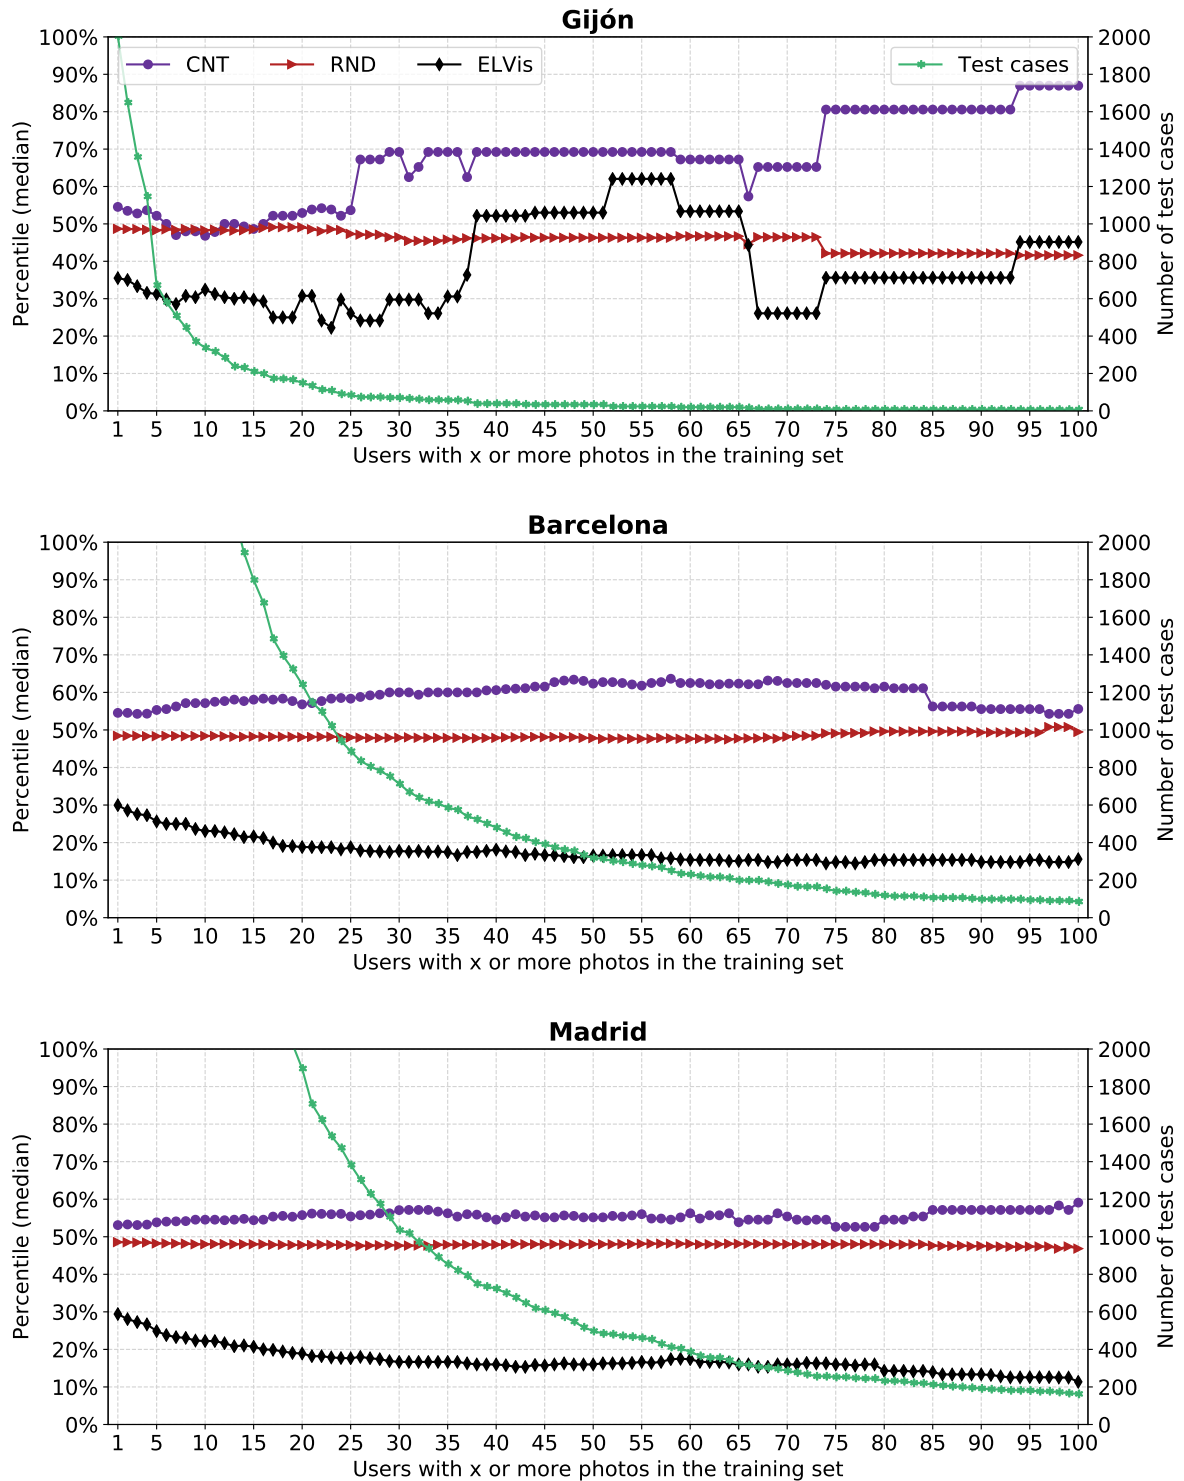 Gijón
CNT RND ELVis Test cases
100% 2000
90% 1800
80% 1600
70% 1400
60% 1200
50% 1000
40% 800
30% 600
20% 400
10% 200
0% 0
Percentile (median)
Number of test cases
1 5 10 15 20 25 30 35 40 45 50 55 60 65 70 75 80 85 90 95 100
Users with x or more photos in the training set
Barcelona
100% 2000
90% 1800
80% 1600
70% 1400
60% 1200
50% 1000
40% 800
30% 600
20% 400
10% 200
0% 0
Percentile (median)
Number of test cases
1 5 10 15 20 25 30 35 40 45 50 55 60 65 70 75 80 85 90 95 100
Users with x or more photos in the training set
Madrid
100% 2000
90% 1800
80% 1600
70% 1400
60% 1200
50% 1000
40% 800
30% 600
20% 400
10% 200
0% 0
Percentile (median)
Number of test cases
1 5 10 15 20 25 30 35 40 45 50 55 60 65 70 75 80 85 90 95 100
Users with x or more photos in the training set